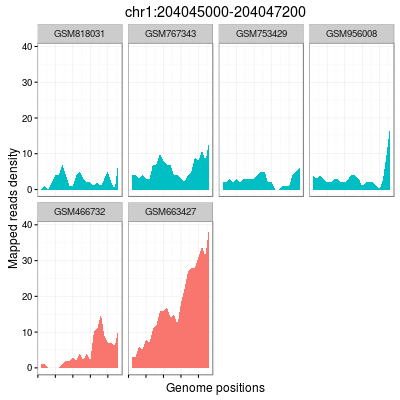 chr1:204045000-204047200
GSM818031 GSM767343 GSM753429 GSM956008
40
30
20
10
0
GSM466732 GSM663427
40
30
20
10
0
Mapped reads density
Genome positions